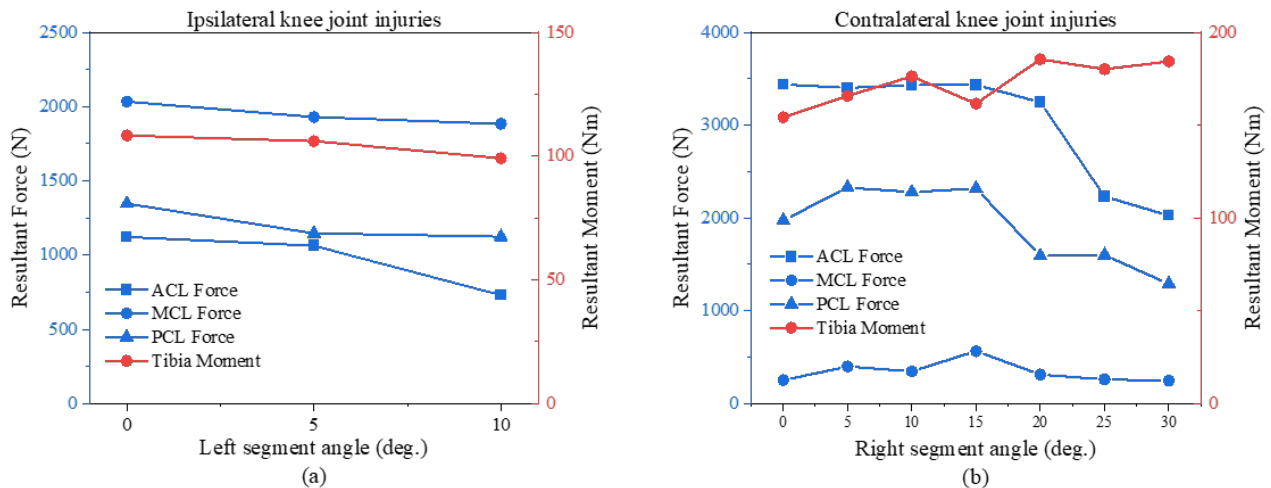 (a)
Ipsilateral knee joint injuries
2500
2000
1500
1000
500
0
Resultant Force (N)
150
100
50
0
Resultant Moment (Nm)
ACL Force
MCL Force
PCL Force
Tibia Moment
0 5 10
Left segment angle (deg.)
(a)
(b)
Contralateral knee joint injuries
4000
3000
2000
1000
0
Resultant Force (N)
200
100
0
Resultant Moment (Nm)
ACL Force
MCL Force
PCL Force
Tibia Moment
0 5 10 15 20 25 30
Right segment angle (deg.)
(b)